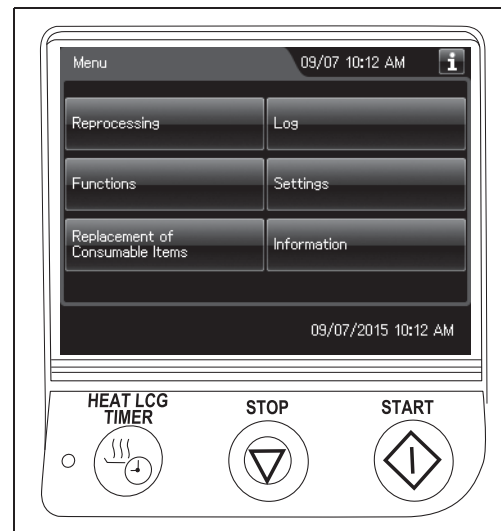 Menu
09/07 10:12 AM
i
Reprocessing
Log
Functions
Settings
Replacement of
Consumable Items
Information
09/07/2015 10:12 AM
HEAT LCG
TIMER
STOP
START